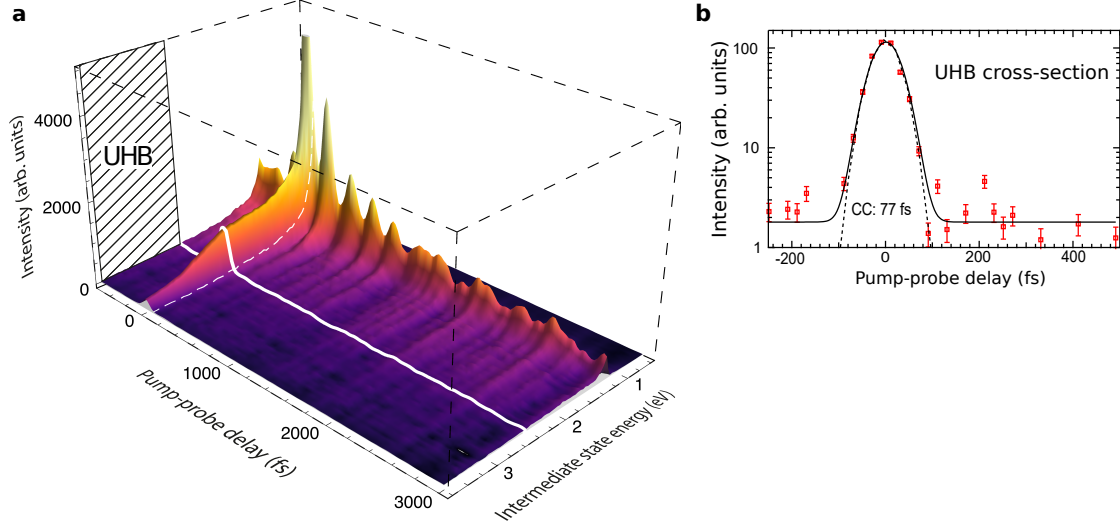 a
UHB
Intensity (arb. units)
4000
2000
0
0
1000
2000
3000
Pump-probe delay (fs)
1
2
3
Intermediate state energy (eV)
b
UHB cross-section
CC: 77 fs
Intensity (arb. units)
100
10
1
-200
0
200
400
Pump-probe delay (fs)